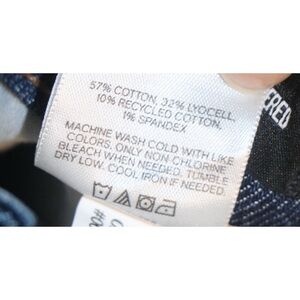 57% COTTON, 32% LYOCELL,
10% RECYCLED COTTON,
1% SPANDEX
MACHINE WASH COLD WITH LIKE
COLORS. ONLY NON-CHLORINE
BLEACH WHEN NEEDED. TUMBLE
DRY LOW. COOL IRON IF NEEDED.